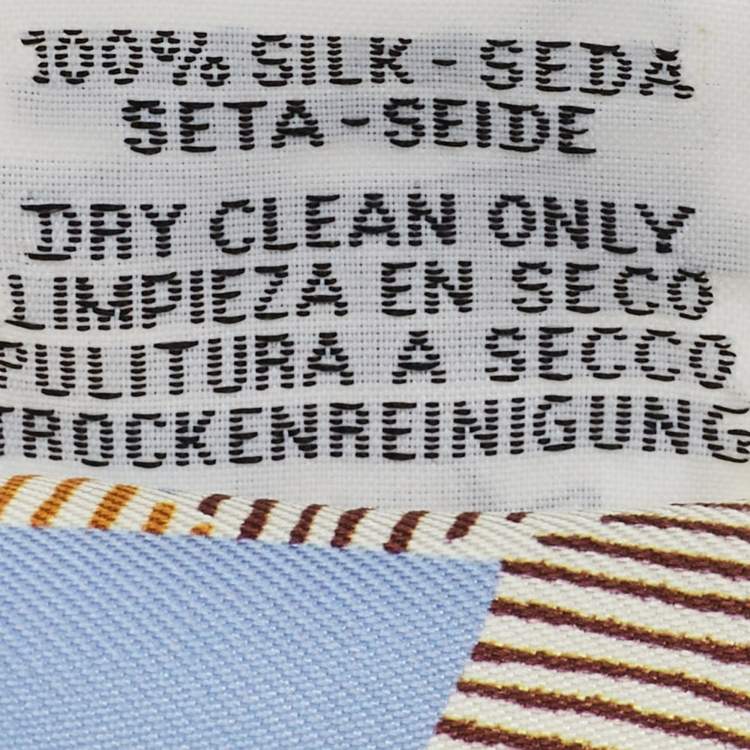 100% SILK - SEDA
SETA - SEIDE
DRY CLEAN ONLY
LIMPIEZA EN SECO
PULITURA A SECCO
TROCKENREINIGUNG